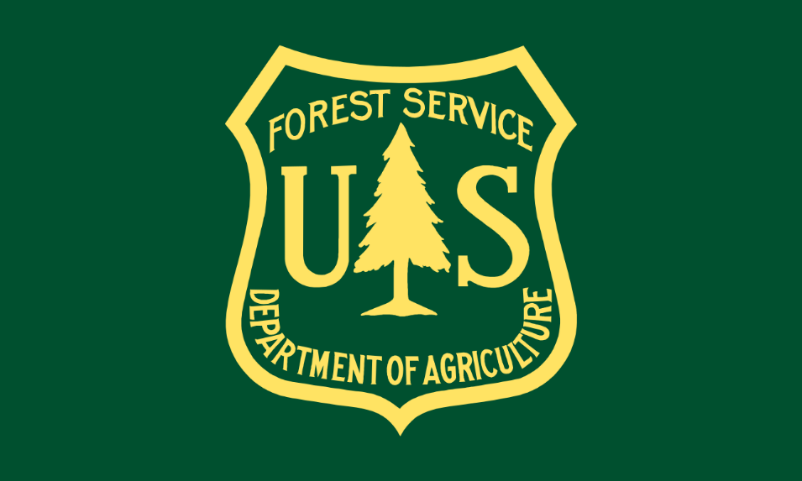 FOREST SERVICE
U S
DEPARTMENT OF AGRICULTURE